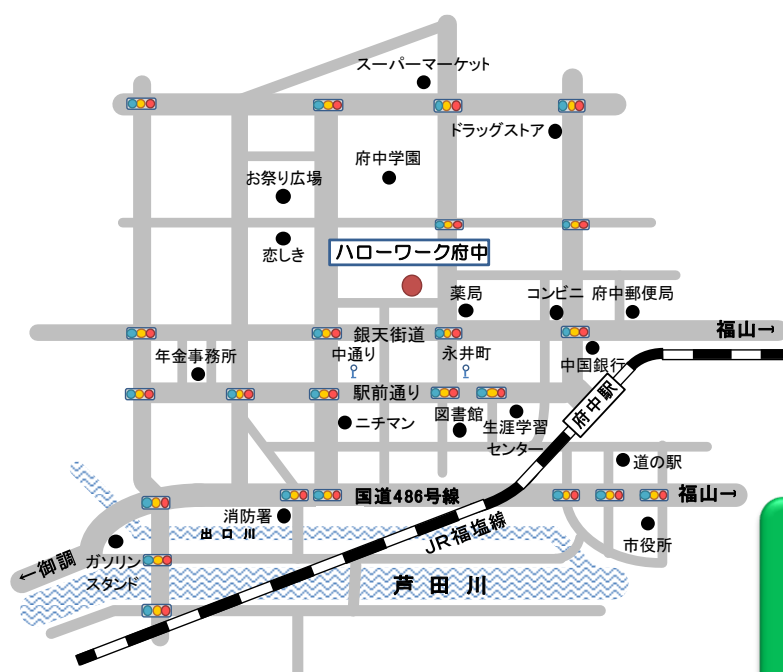 スーパーマーケット
ドラッグストア
府中学園
お祭り広場
恋しき
ハローワーク府中
薬局
コンビニ
府中郵便局
銀天街道
福山→
年金事務所
中通り
永井町
中国銀行
駅前通り
府中駅
ニチマン
図書館
生涯学習
センター
道の駅
国道486号線
福山→
消防署
出口川
JR福塩線
市役所
←御調
ガソリン
スタンド
芦田川